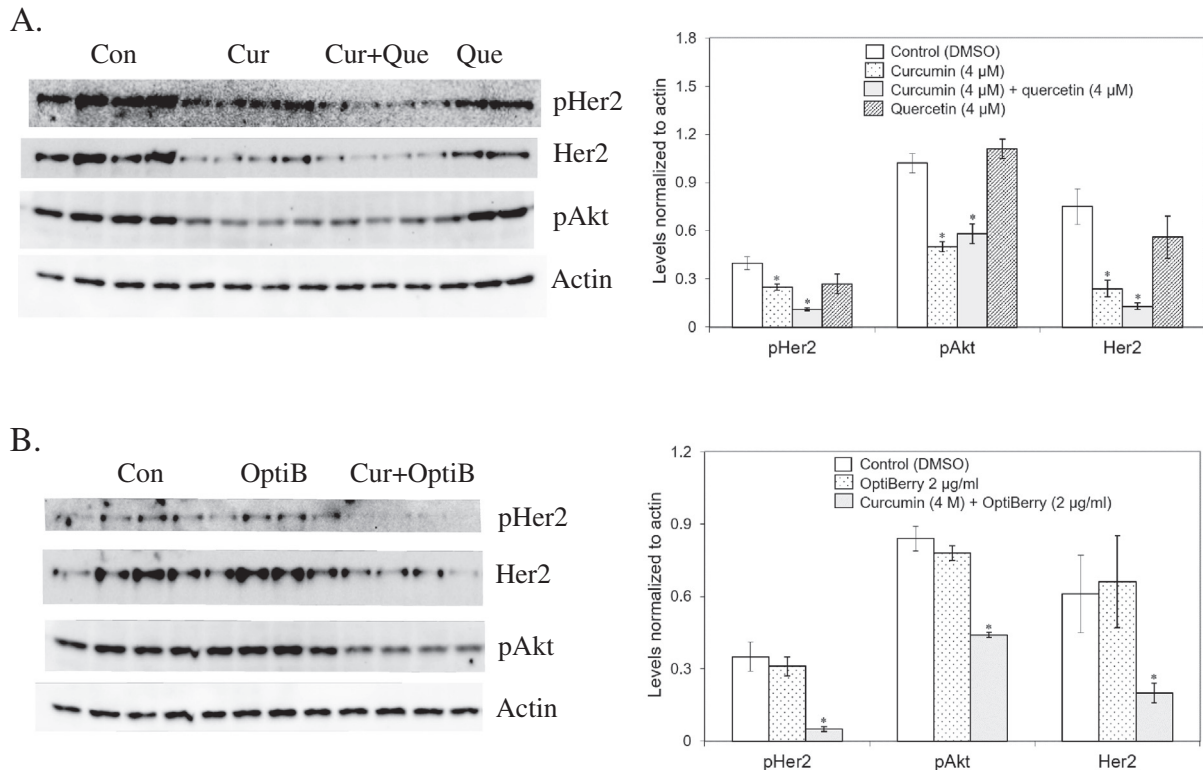 A.
Con Cur Cur+Que Que
pHer2
Her2
pAkt
Actin
Levels normalized to actin
1.8
1.5
1.2
0.9
0.6
0.3
0
Control (DMSO)
Curcumin (4 µM)
Curcumin (4 µM) + quercetin (4 µM)
Quercetin (4 µM)
* * * * * *
pHer2 pAkt Her2
B.
Con OptiB Cur+OptiB
pHer2
Her2
pAkt
Actin
Levels normalized to actin
1.2
0.9
0.6
0.3
0
Control (DMSO)
OptiBerry 2 µg/ml
Curcumin (4 M) + OptiBerry (2 µg/ml)
* * *
pHer2 pAkt Her2